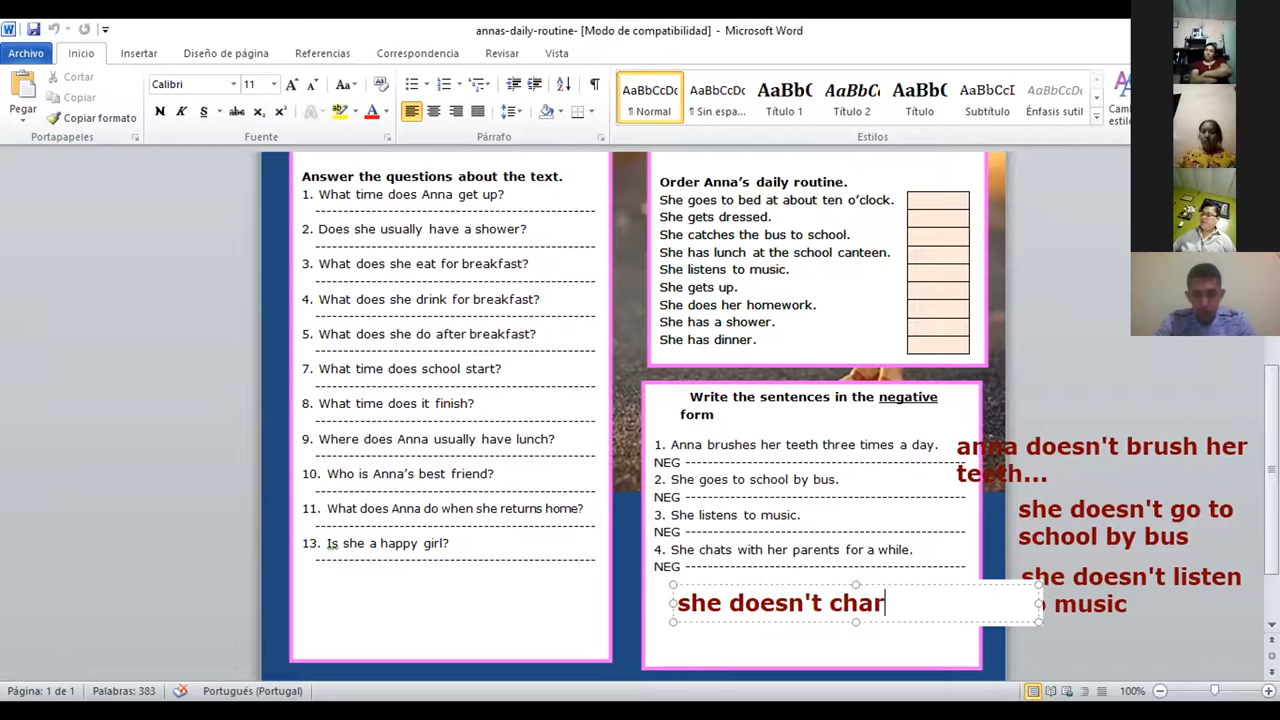 annas-daily-routine- [Modo de compatibilidad] - Microsoft Word
Archivo Inicio Insertar Diseño de página Referencias Correspondencia Revisar Vista
Pegar
Cortar
Copiar
Copiar formato
Portapapeles
Calibri 11
Fuente
Párrafo
AaBbCcDc AaBbCcDc AaBbC AaBbC AaBbC AaBbCcI AaBbCcDc
¶ Normal ¶ Sin espa... Título 1 Título 2 Título Subtítulo Énfasis sutil
Estilos
Answer the questions about the text.
1. What time does Anna get up?
2. Does she usually have a shower?
3. What does she eat for breakfast?
4. What does she drink for breakfast?
5. What does she do after breakfast?
7. What time does school start?
8. What time does it finish?
9. Where does Anna usually have lunch?
10. Who is Anna's best friend?
11. What does Anna do when she returns home?
13. Is she a happy girl?
Order Anna's daily routine.
She goes to bed at about ten o'clock.
She gets dressed.
She catches the bus to school.
She has lunch at the school canteen.
She listens to music.
She gets up.
She does her homework.
She has a shower.
She has dinner.
Write the sentences in the negative
form
1. Anna brushes her teeth three times a day.
NEG
2. She goes to school by bus.
NEG
3. She listens to music.
NEG
4. She chats with her parents for a while.
NEG
she doesn't char
anna doesn't brush her
teeth...
she doesn't go to
school by bus
she doesn't listen
music
Página: 1 de 1 Palabras: 383 Portugués (Portugal) 100%